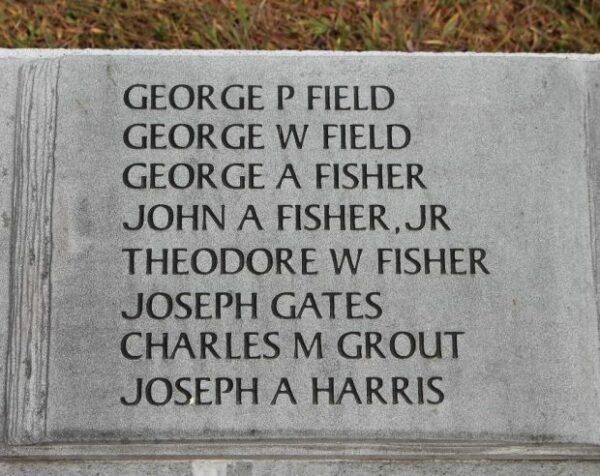 GEORGE P FIELD
GEORGE W FIELD
GEORGE A FISHER
JOHN A FISHER, JR
THEODORE W FISHER
JOSEPH GATES
CHARLES M GROUT
JOSEPH A HARRIS